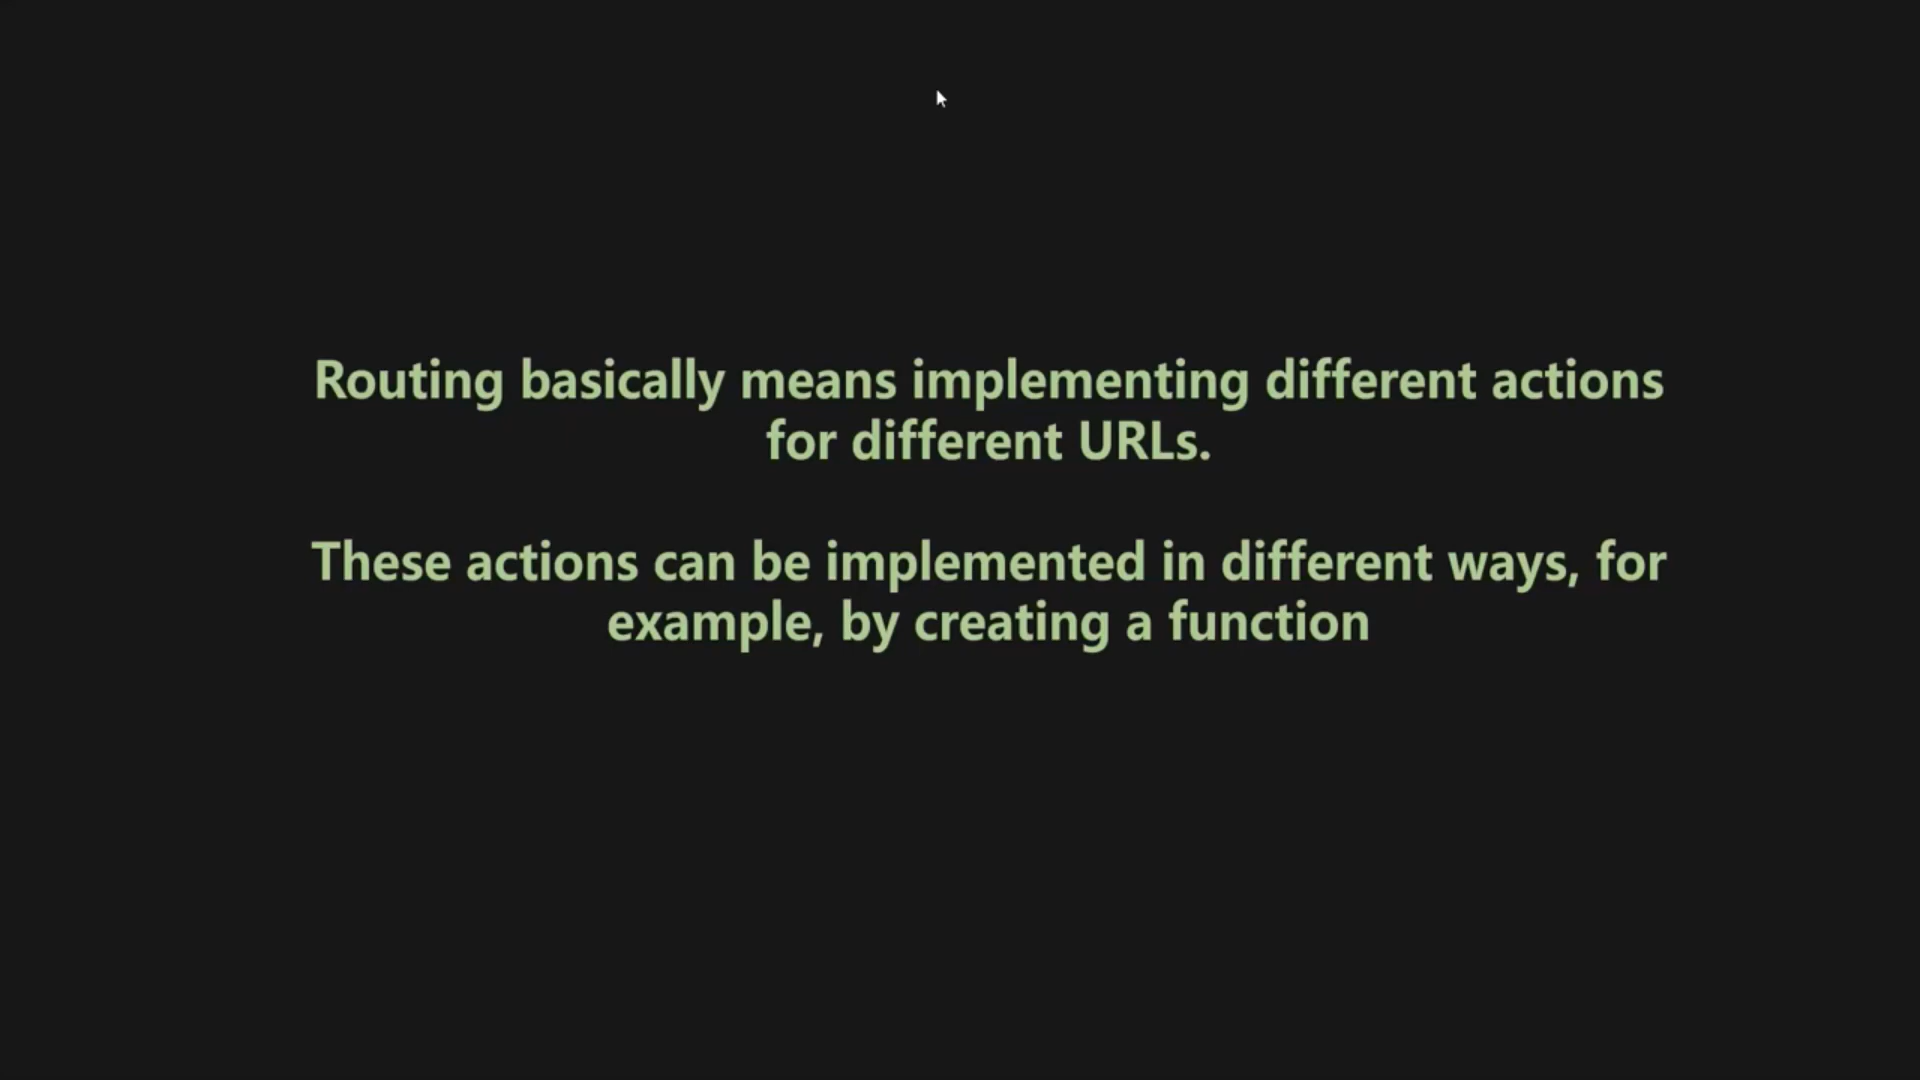 Routing basically means implementing different actions
for different URLs.
These actions can be implemented in different ways, for
example, by creating a function